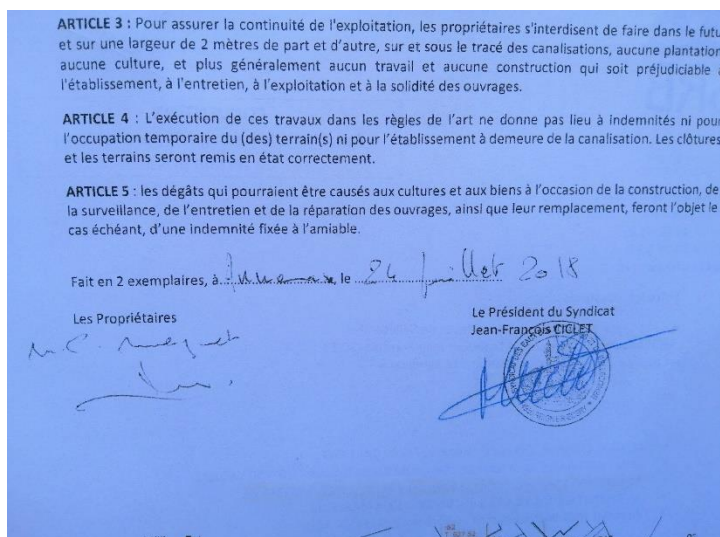 ARTICLE 3 : Pour assurer la continuité de l'exploitation, les propriétaires s'interdisent de faire dans le futu
et sur une largeur de 2 mètres de part et d'autre, sur et sous le tracé des canalisations, aucune plantation
aucune culture, et plus généralement aucun travail et aucune construction qui soit préjudiciable
l'établissement, à l'entretien, à l'exploitation et à la solidité des ouvrages.
ARTICLE 4 : L'exécution de ces travaux dans les règles de l'art ne donne pas lieu à indemnités ni pour
l'occupation temporaire du (des) terrain(s) ni pour l'établissement à demeure de la canalisation. Les clôtures
et les terrains seront remis en état correctement.
ARTICLE 5 : les dégâts qui pourraient être causés aux cultures et aux biens à l'occasion de la construction, de
la surveillance, de l'entretien et de la réparation des ouvrages, ainsi que leur remplacement, feront l'objet le
cas échéant, d'une indemnité fixée à l'amiable.
Fait en 2 exemplaires, à le 24 juillet 2018
Les Propriétaires
Le Président du Syndicat
Jean-François CICLET